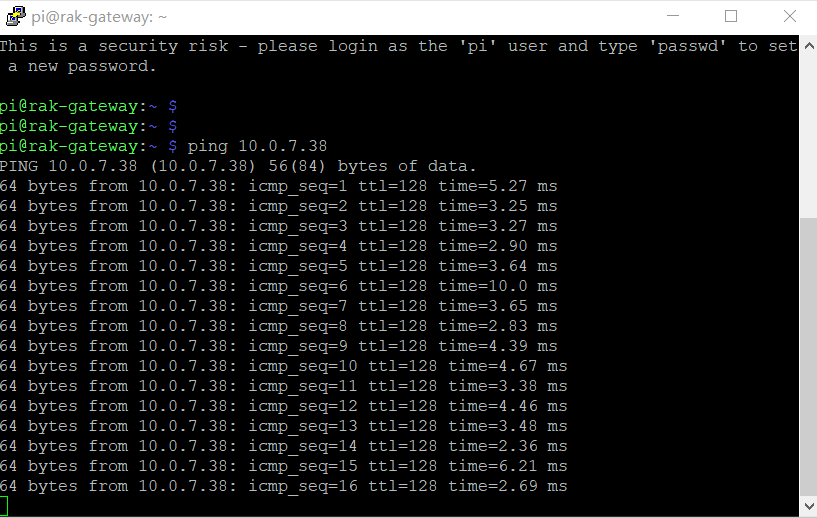 pi@rak-gateway: ~
This is a security risk - please login as the 'pi' user and type 'passwd' to set
a new password.
pi@rak-gateway:~ $
pi@rak-gateway:~ $
pi@rak-gateway:~ $ ping 10.0.7.38
PING 10.0.7.38 (10.0.7.38) 56(84) bytes of data.
64 bytes from 10.0.7.38: icmp_seq=1 ttl=128 time=5.27 ms
64 bytes from 10.0.7.38: icmp_seq=2 ttl=128 time=3.25 ms
64 bytes from 10.0.7.38: icmp_seq=3 ttl=128 time=3.27 ms
64 bytes from 10.0.7.38: icmp_seq=4 ttl=128 time=2.90 ms
64 bytes from 10.0.7.38: icmp_seq=5 ttl=128 time=3.64 ms
64 bytes from 10.0.7.38: icmp_seq=6 ttl=128 time=10.0 ms
64 bytes from 10.0.7.38: icmp_seq=7 ttl=128 time=3.65 ms
64 bytes from 10.0.7.38: icmp_seq=8 ttl=128 time=2.83 ms
64 bytes from 10.0.7.38: icmp_seq=9 ttl=128 time=4.39 ms
64 bytes from 10.0.7.38: icmp_seq=10 ttl=128 time=4.67 ms
64 bytes from 10.0.7.38: icmp_seq=11 ttl=128 time=3.38 ms
64 bytes from 10.0.7.38: icmp_seq=12 ttl=128 time=4.46 ms
64 bytes from 10.0.7.38: icmp_seq=13 ttl=128 time=3.48 ms
64 bytes from 10.0.7.38: icmp_seq=14 ttl=128 time=2.36 ms
64 bytes from 10.0.7.38: icmp_seq=15 ttl=128 time=6.21 ms
64 bytes from 10.0.7.38: icmp_seq=16 ttl=128 time=2.69 ms